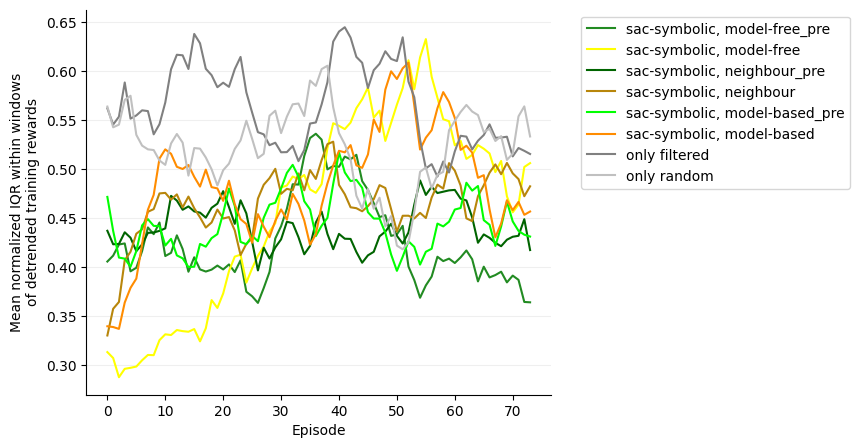 Mean normalized IQR within windows
of detrended training rewards
0.65
0.60
0.55
0.50
0.45
0.40
0.35
0.30
0 10 20 30 40 50 60 70
Episode
sac-symbolic, model-free_pre
sac-symbolic, model-free
sac-symbolic, neighbour_pre
sac-symbolic, neighbour
sac-symbolic, model-based_pre
sac-symbolic, model-based
only filtered
only random